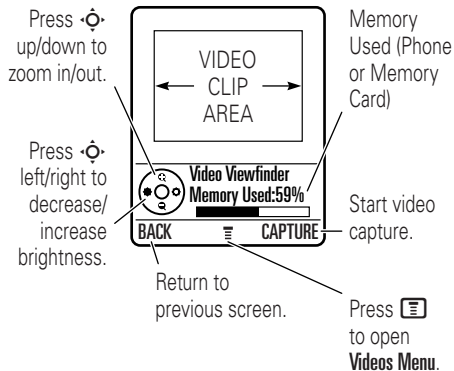 Press
up/down to
zoom in/out.
Press
left/right to
decrease/
increase
brightness.
VIDEO
CLIP
AREA
Video Viewfinder
Memory Used:59%
BACK
CAPTURE
Return to
previous screen.
Memory
Used (Phone
or Memory
Card)
Start video
capture.
Press
to open
Videos Menu.